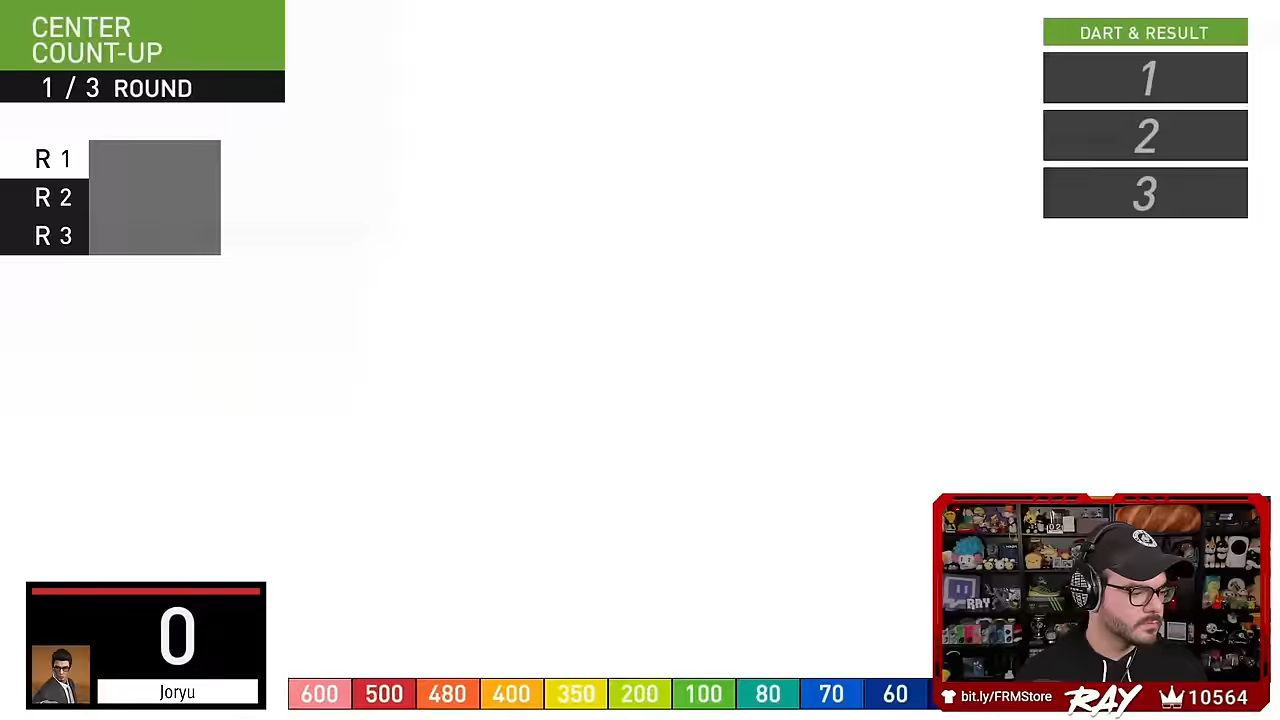 CENTER
COUNT-UP
1 / 3 ROUND
R 1
R 2
R 3
DART & RESULT
1
2
3
0
Joryu
600 500 480 400 350 200 100 80 70 60
RAY
bit.ly/FRMStore RAY 10564